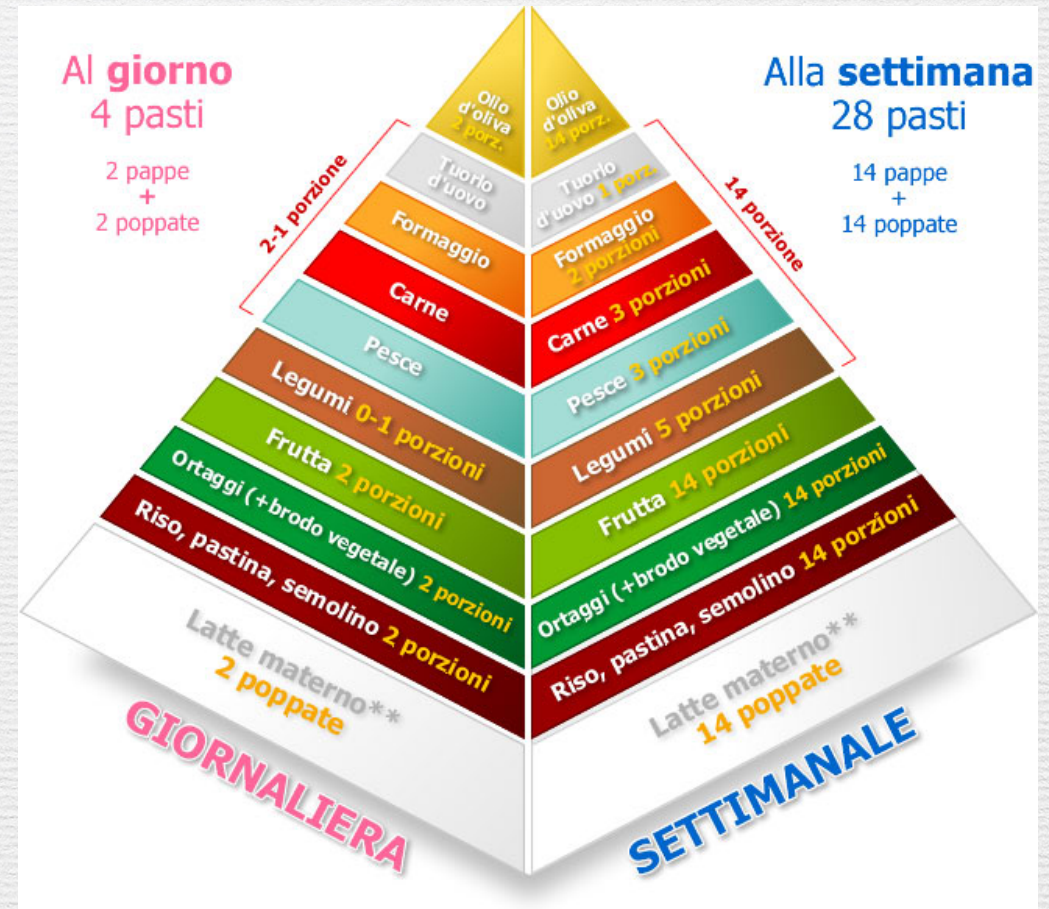 Al giorno
4 pasti
2 pappe
+
2 poppate
Alla settimana
28 pasti
14 pappe
+
14 poppate
2-1 porzione
14 porzione
Olio
d'oliva
2 porz.
Tuorlo
d'uovo
Formaggio
Carne
Pesce
Legumi 0-1 porzioni
Frutta 2 porzioni
Ortaggi (+brodo vegetale) 2 porzioni
Riso, pastina, semolino 2 porzioni
Latte materno**
2 poppate
GIORNALIERA
Olio
d'oliva
14 porz.
Tuorlo
d'uovo 1 porz.
Formaggio
2 porzioni
Carne 3 porzioni
Pesce 3 porzioni
Legumi 5 porzioni
Frutta 14 porzioni
Ortaggi (+brodo vegetale) 14 porzioni
Riso, pastina, semolino 14 porzioni
Latte materno**
14 poppate
SETTIMANALE